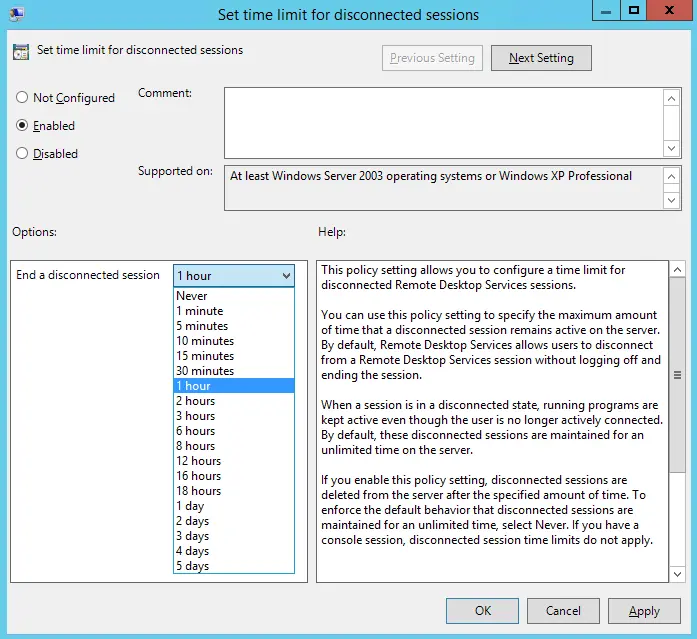 Set time limit for disconnected sessions
Set time limit for disconnected sessions
Previous Setting
Next Setting
Not Configured
Comment:
Enabled
Disabled
Supported on:
At least Windows Server 2003 operating systems or Windows XP Professional
Options:
Help:
End a disconnected session
1 hour
Never
1 minute
5 minutes
10 minutes
15 minutes
30 minutes
1 hour
2 hours
3 hours
6 hours
8 hours
12 hours
16 hours
18 hours
1 day
2 days
3 days
4 days
5 days
This policy setting allows you to configure a time limit for
disconnected Remote Desktop Services sessions.
You can use this policy setting to specify the maximum amount
of time that a disconnected session remains active on the server.
By default, Remote Desktop Services allows users to disconnect
from a Remote Desktop Services session without logging off and
ending the session.
When a session is in a disconnected state, running programs are
kept active even though the user is no longer actively connected.
By default, these disconnected sessions are maintained for an
unlimited time on the server.
If you enable this policy setting, disconnected sessions are
deleted from the server after the specified amount of time. To
enforce the default behavior that disconnected sessions are
maintained for an unlimited time, select Never. If you have a
console session, disconnected session time limits do not apply.
OK
Cancel
Apply